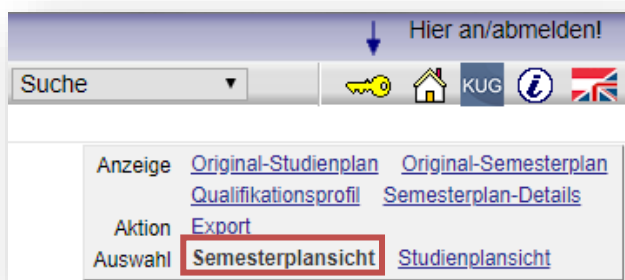 Hier an/abmelden!
Suche KUG
Anzeige Original-Studienplan Original-Semesterplan
Qualifikationsprofil Semesterplan-Details
Aktion Export
Auswahl Semesterplansicht Studienplansicht